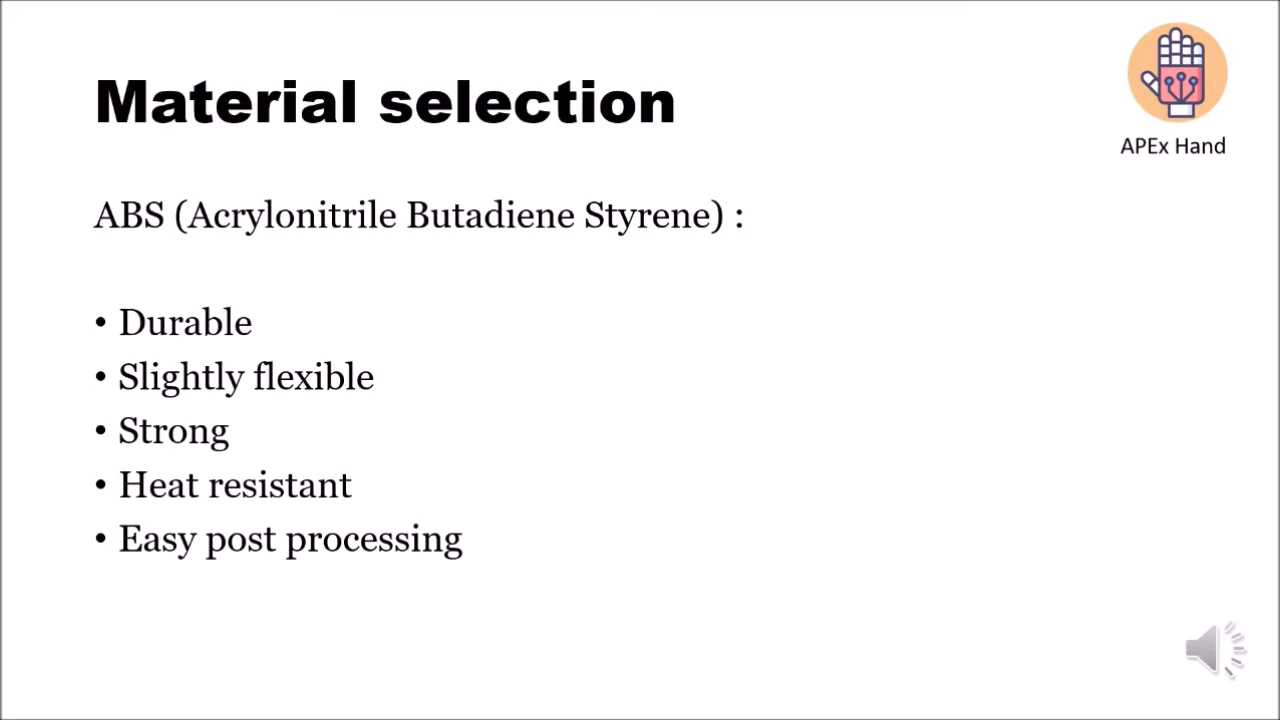 Material selection
APEx Hand
ABS (Acrylonitrile Butadiene Styrene) :
• Durable
• Slightly flexible
• Strong
• Heat resistant
• Easy post processing